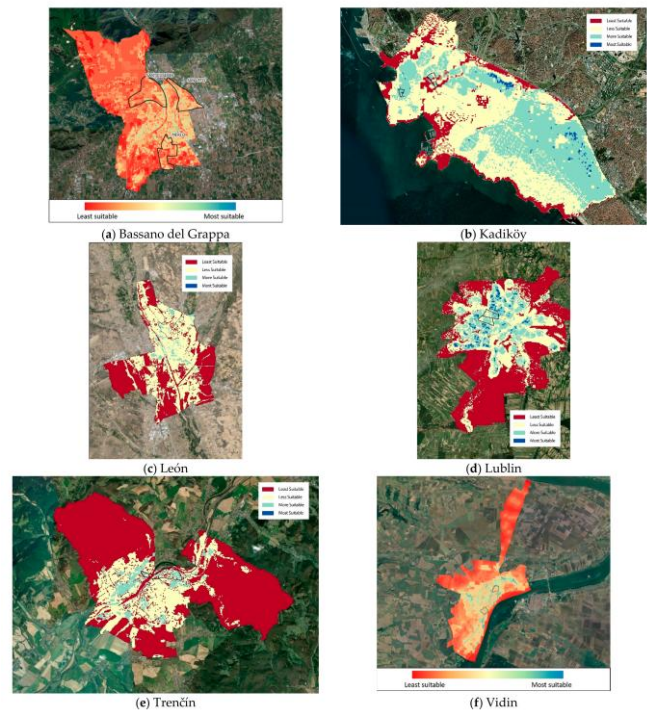 Least suitable Most suitable
(a) Bassano del Grappa
Least Suitable
Less Suitable
More Suitable
Most Suitable
(b) Kadiköy
Least Suitable
Less Suitable
More Suitable
Most Suitable
(c) León
Least Suitable
Less Suitable
More Suitable
Most Suitable
(d) Lublin
Least Suitable
Less Suitable
More Suitable
Most Suitable
(e) Trenčín
Least suitable Most suitable
(f) Vidin